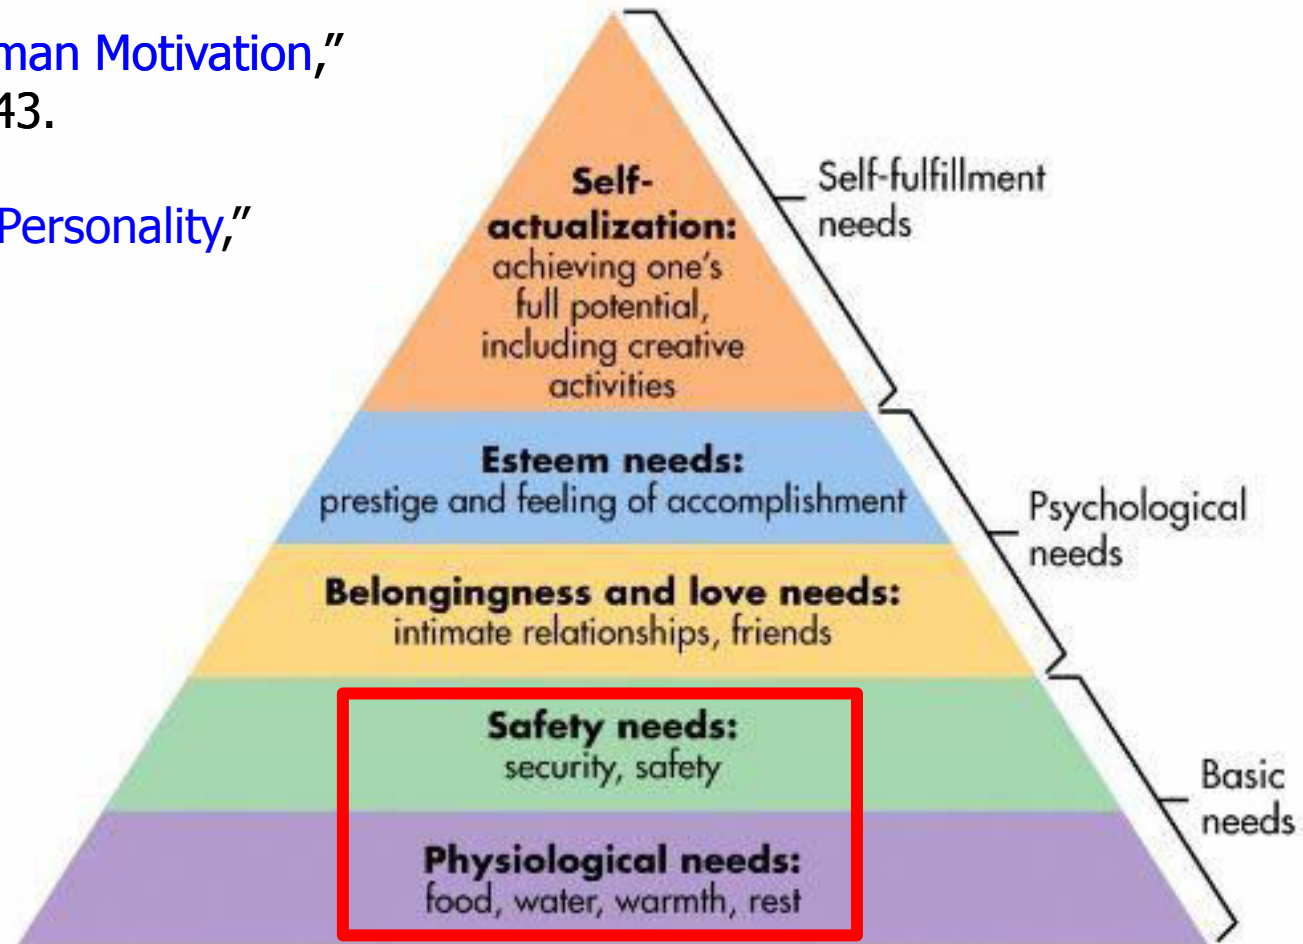 man Motivation,”
43.
Personality,”
Self-
actualization:
achieving one’s
full potential,
including creative
activities
Self-fulfillment
needs
Esteem needs:
prestige and feeling of accomplishment
Psychological
needs
Belongingness and love needs:
intimate relationships, friends
Safety needs:
security, safety
Basic
needs
Physiological needs:
food, water, warmth, rest